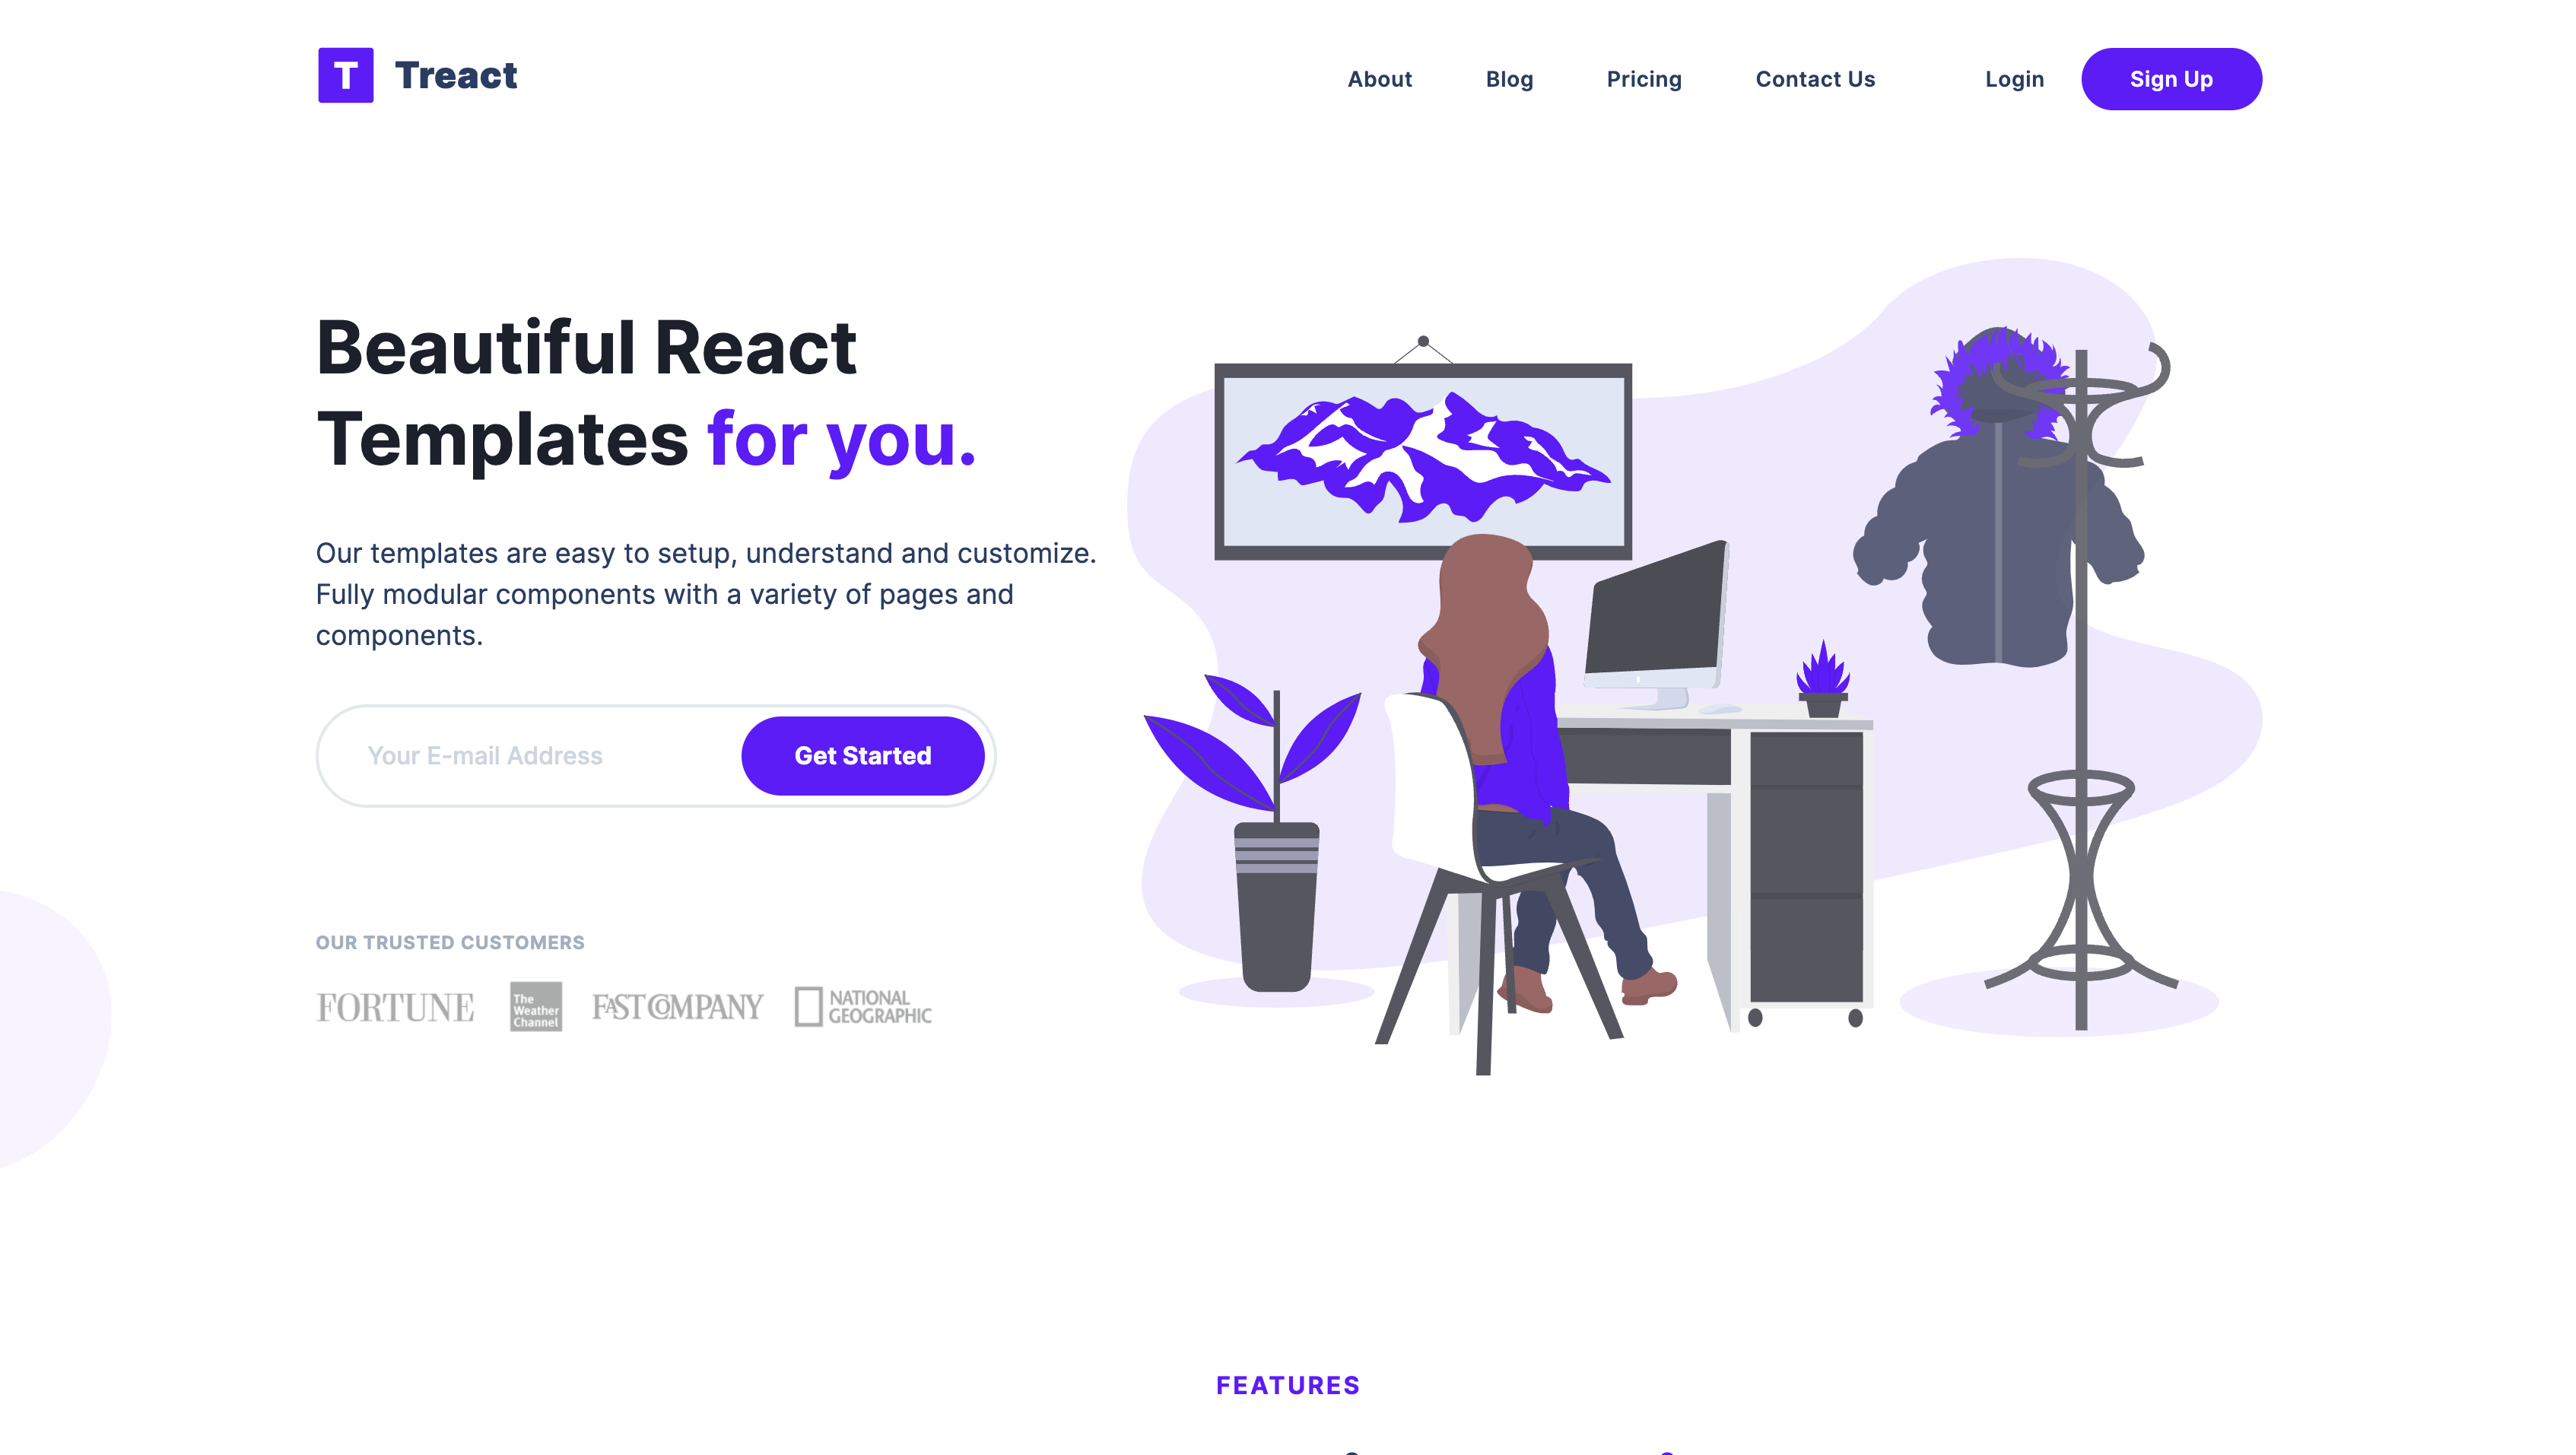 T Treact
About Blog Pricing Contact Us Login Sign Up
Beautiful React
Templates for you.
Our templates are easy to setup, understand and customize.
Fully modular components with a variety of pages and
components.
Your E-mail Address
Get Started
OUR TRUSTED CUSTOMERS
FORTUNE
The
Weather
Channel
FAST COMPANY
NATIONAL
GEOGRAPHIC
FEATURES